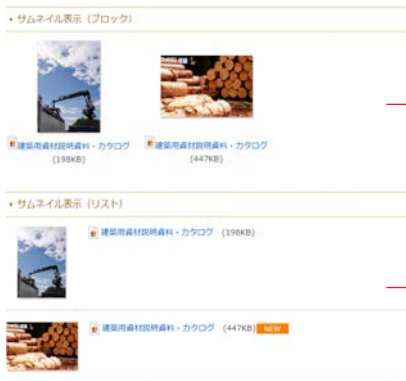 サムネイル表示（ブロック）
建築用資材説明資料・カタログ
(198KB)
建築用資材説明資料・カタログ
(447KB)
サムネイル表示（リスト）
建築用資材説明資料・カタログ (198KB)
建築用資材説明資料・カタログ (447KB) NEW